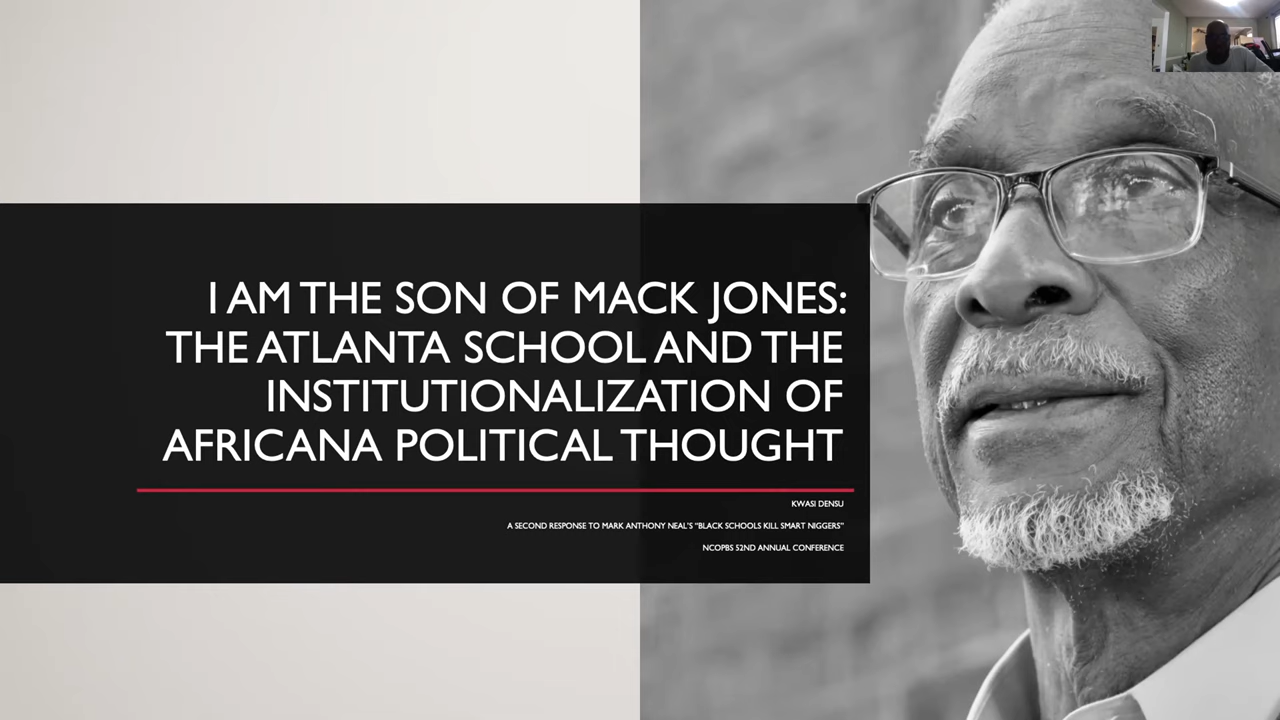 I AM THE SON OF MACK JONES:
THE ATLANTA SCHOOL AND THE
INSTITUTIONALIZATION OF
AFRICANA POLITICAL THOUGHT
KWASI DENSU
A SECOND RESPONSE TO MARK ANTHONY NEAL'S "BLACK SCHOOLS KILL SMART NIGGERS"
NCOPBS 52ND ANNUAL CONFERENCE